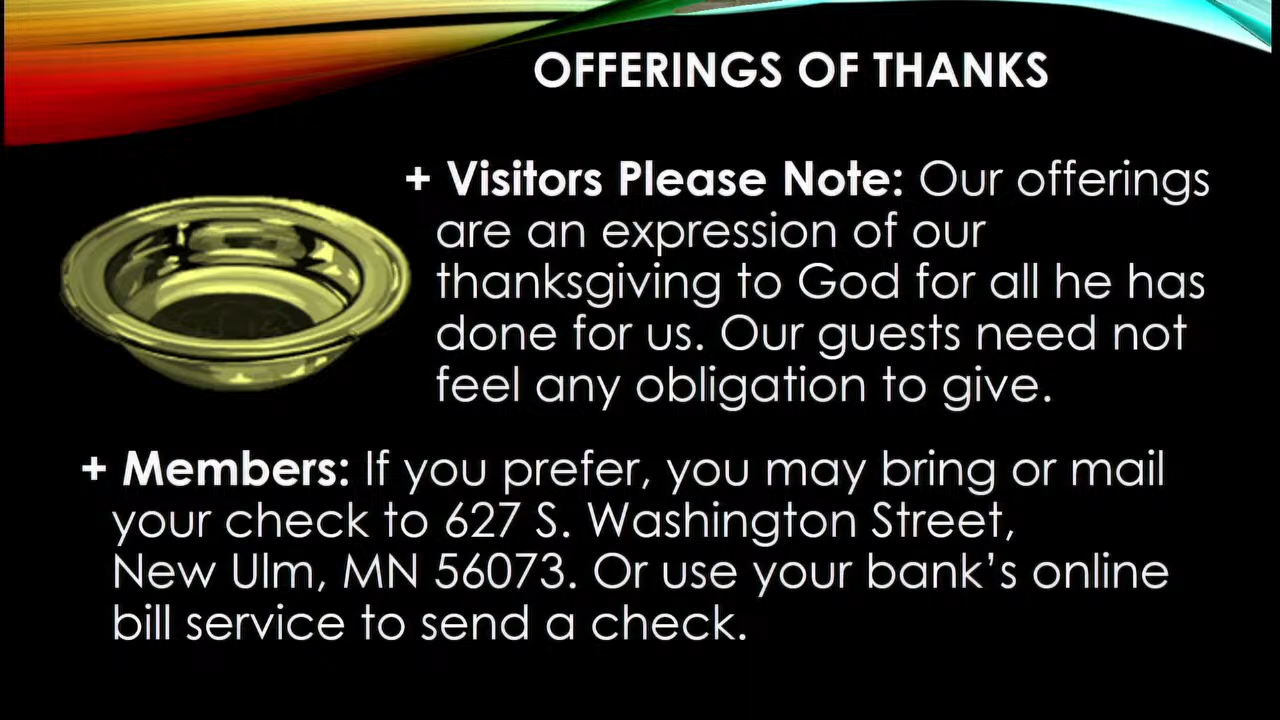 OFFERINGS OF THANKS
+ Visitors Please Note: Our offerings
are an expression of our
thanksgiving to God for all he has
done for us. Our guests need not
feel any obligation to give.
+ Members: If you prefer, you may bring or mail
your check to 627 S. Washington Street,
New Ulm, MN 56073. Or use your bank’s online
bill service to send a check.